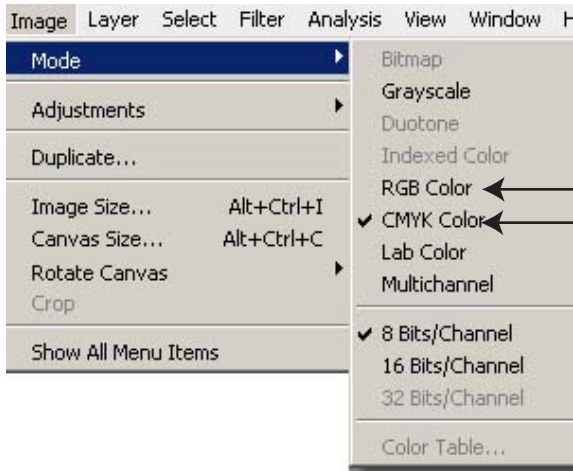 Image Layer Select Filter Analysis View Window
Mode
Adjustments
Duplicate...
Image Size... Alt+Ctrl+I
Canvas Size... Alt+Ctrl+C
Rotate Canvas
Crop
Show All Menu Items
Bitmap
Grayscale
Duotone
Indexed Color
RGB Color
CMYK Color
Lab Color
Multichannel
8 Bits/Channel
16 Bits/Channel
32 Bits/Channel
Color Table...